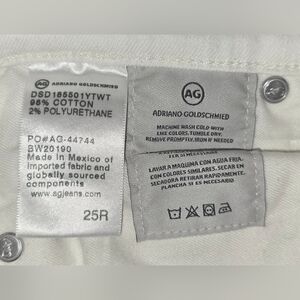 AG ADRIANO GOLDSCHMIED
DSD185501YTWT
98% COTTON
2% POLYURETHANE
PO#AG-44744
BW20190
Made in Mexico of
imported fabric and
globally sourced
components
www.agjeans.com
25R
AG
ADRIANO GOLDSCHMIED
MACHINE WASH COLD WITH
LIKE COLORS. TUMBLE DRY.
REMOVE PROMPTLY. IRON IF NEEDED
LAVAR A MAQUINA CON AGUA FRIA.
CON COLORES SIMILARES. SECAR EN
SECADORA RETIRAR RAPIDAMENTE.
PLANCHA SI ES NECESARIO